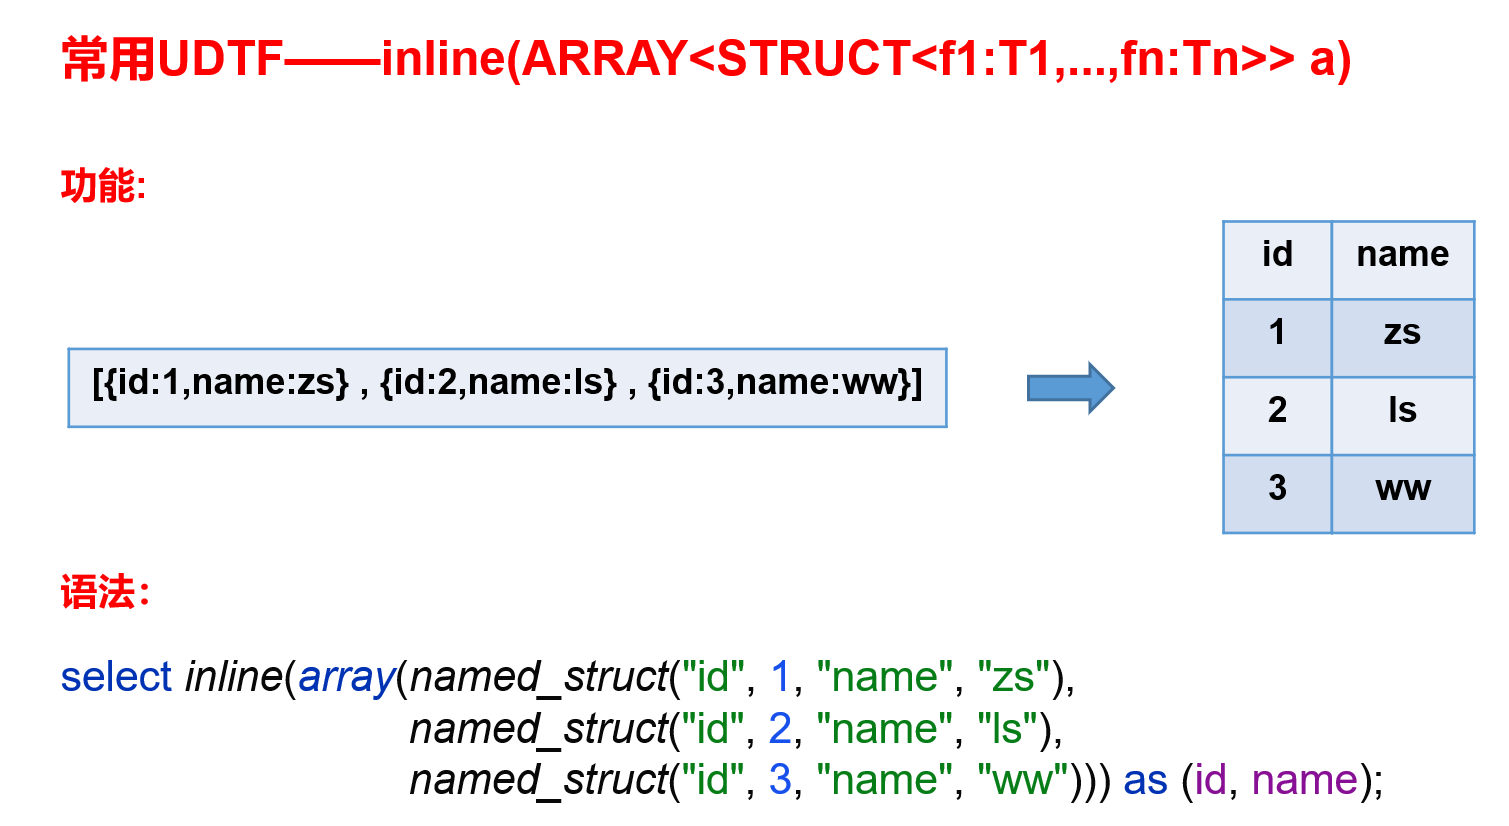 常用UDTF——inline(ARRAY<STRUCT<f1:T1,...,fn:Tn>> a)
功能:
[{id:1,name:zs} , {id:2,name:ls} , {id:3,name:ww}]
id name
1 zs
2 ls
3 ww
语法：
select inline(array(named_struct("id", 1, "name", "zs"),
named_struct("id", 2, "name", "ls"),
named_struct("id", 3, "name", "ww"))) as (id, name);